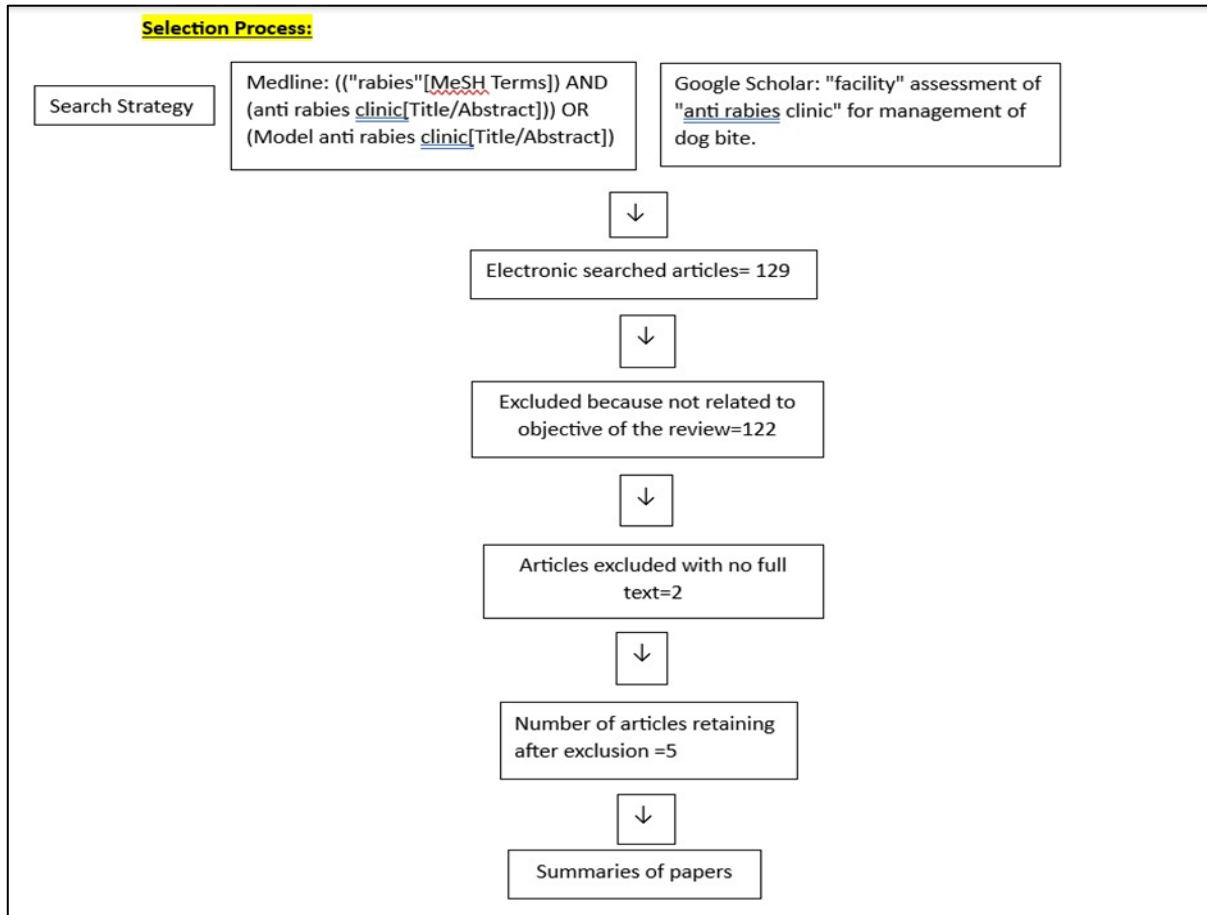 Selection Process:
Search Strategy
Medline: (("rabies"[MeSH Terms]) AND
(anti rabies clinic[Title/Abstract])) OR
(Model anti rabies clinic[Title/Abstract])
Google Scholar: "facility" assessment of
"anti rabies clinic" for management of
dog bite.
↓
Electronic searched articles= 129
↓
Excluded because not related to
objective of the review=122
↓
Articles excluded with no full
text=2
↓
Number of articles retaining
after exclusion =5
↓
Summaries of papers